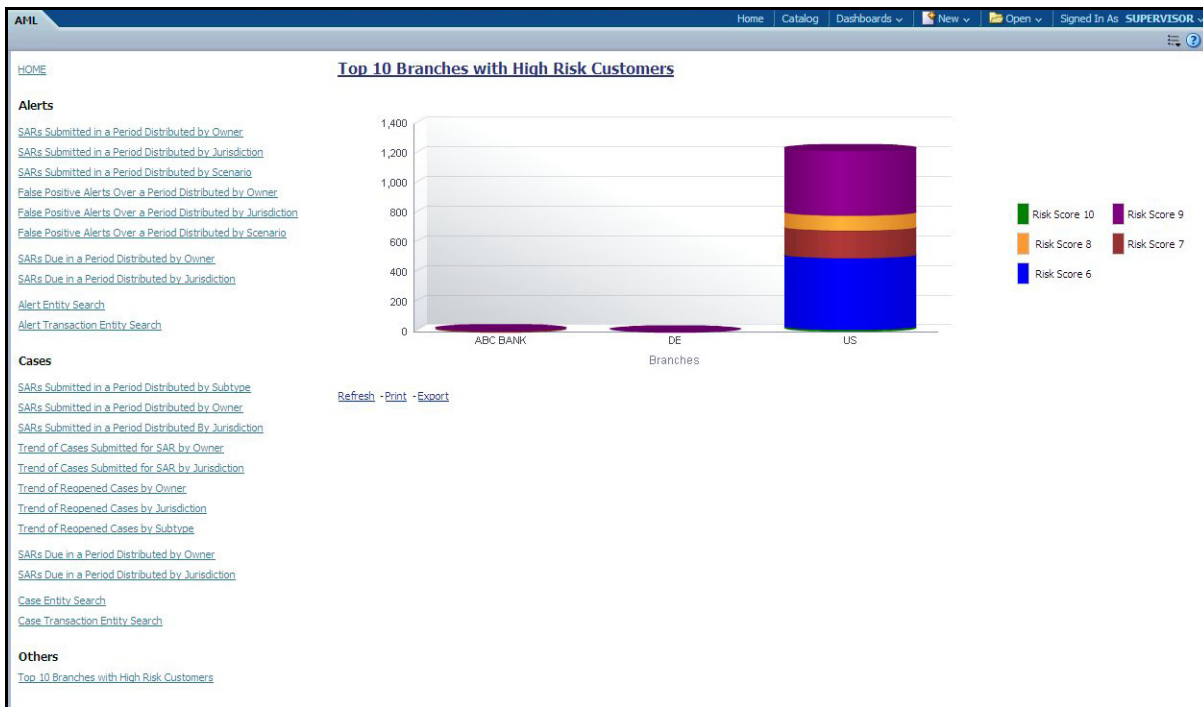 AML
Home Catalog Dashboards New Open Signed In As SUPERVISOR
HOME
Alerts
SARs Submitted in a Period Distributed by Owner
SARs Submitted in a Period Distributed by Jurisdiction
SARs Submitted in a Period Distributed by Scenario
False Positive Alerts Over a Period Distributed by Owner
False Positive Alerts Over a Period Distributed by Jurisdiction
False Positive Alerts Over a Period Distributed by Scenario
SARs Due in a Period Distributed by Owner
SARs Due in a Period Distributed by Jurisdiction
Alert Entity Search
Alert Transaction Entity Search
Cases
SARs Submitted in a Period Distributed by Subtype
SARs Submitted in a Period Distributed by Owner
SARs Submitted in a Period Distributed By Jurisdiction
Trend of Cases Submitted for SAR by Owner
Trend of Cases Submitted for SAR by Jurisdiction
Trend of Reopened Cases by Owner
Trend of Reopened Cases by Jurisdiction
Trend of Reopened Cases by Subtype
SARs Due in a Period Distributed by Owner
SARs Due in a Period Distributed by Jurisdiction
Case Entity Search
Case Transaction Entity Search
Others
Top 10 Branches with High Risk Customers
Top 10 Branches with High Risk Customers
1,400
1,200
1,000
800
600
400
200
0
ABC BANK DE US
Branches
Risk Score 10 Risk Score 9
Risk Score 8 Risk Score 7
Risk Score 6
Refresh - Print - Export